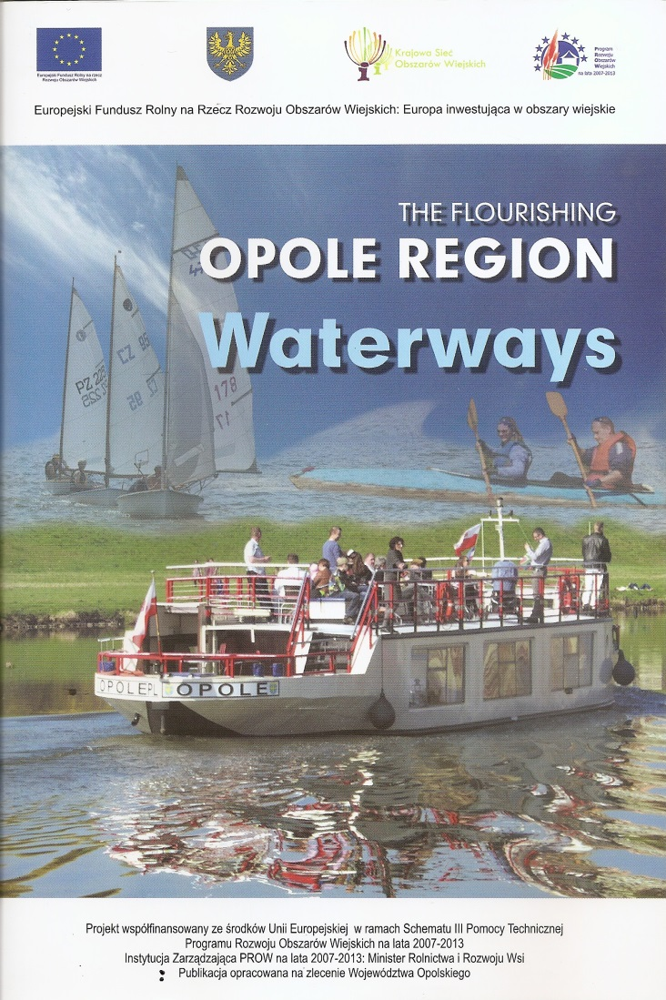 Europejski Fundusz Rolny na rzecz
Rozwoju Obszarów Wiejskich
Krajowa Sieć
Obszarów Wiejskich
Program
Rozwoju
Obszarów
Wiejskich
na lata 2007-2013
Europejski Fundusz Rolny na Rzecz Rozwoju Obszarów Wiejskich: Europa inwestująca w obszary wiejskie
THE FLOURISHING
OPOLE REGION
Waterways
CZ
PZ
178
OPOLE.PL
OPOLE
Projekt współfinansowany ze środków Unii Europejskiej w ramach Schematu III Pomocy Technicznej
Programu Rozwoju Obszarów Wiejskich na lata 2007-2013
Instytucja Zarządzająca PROW na lata 2007-2013: Minister Rolnictwa i Rozwoju Wsi
Publikacja opracowana na zlecenie Województwa Opolskiego